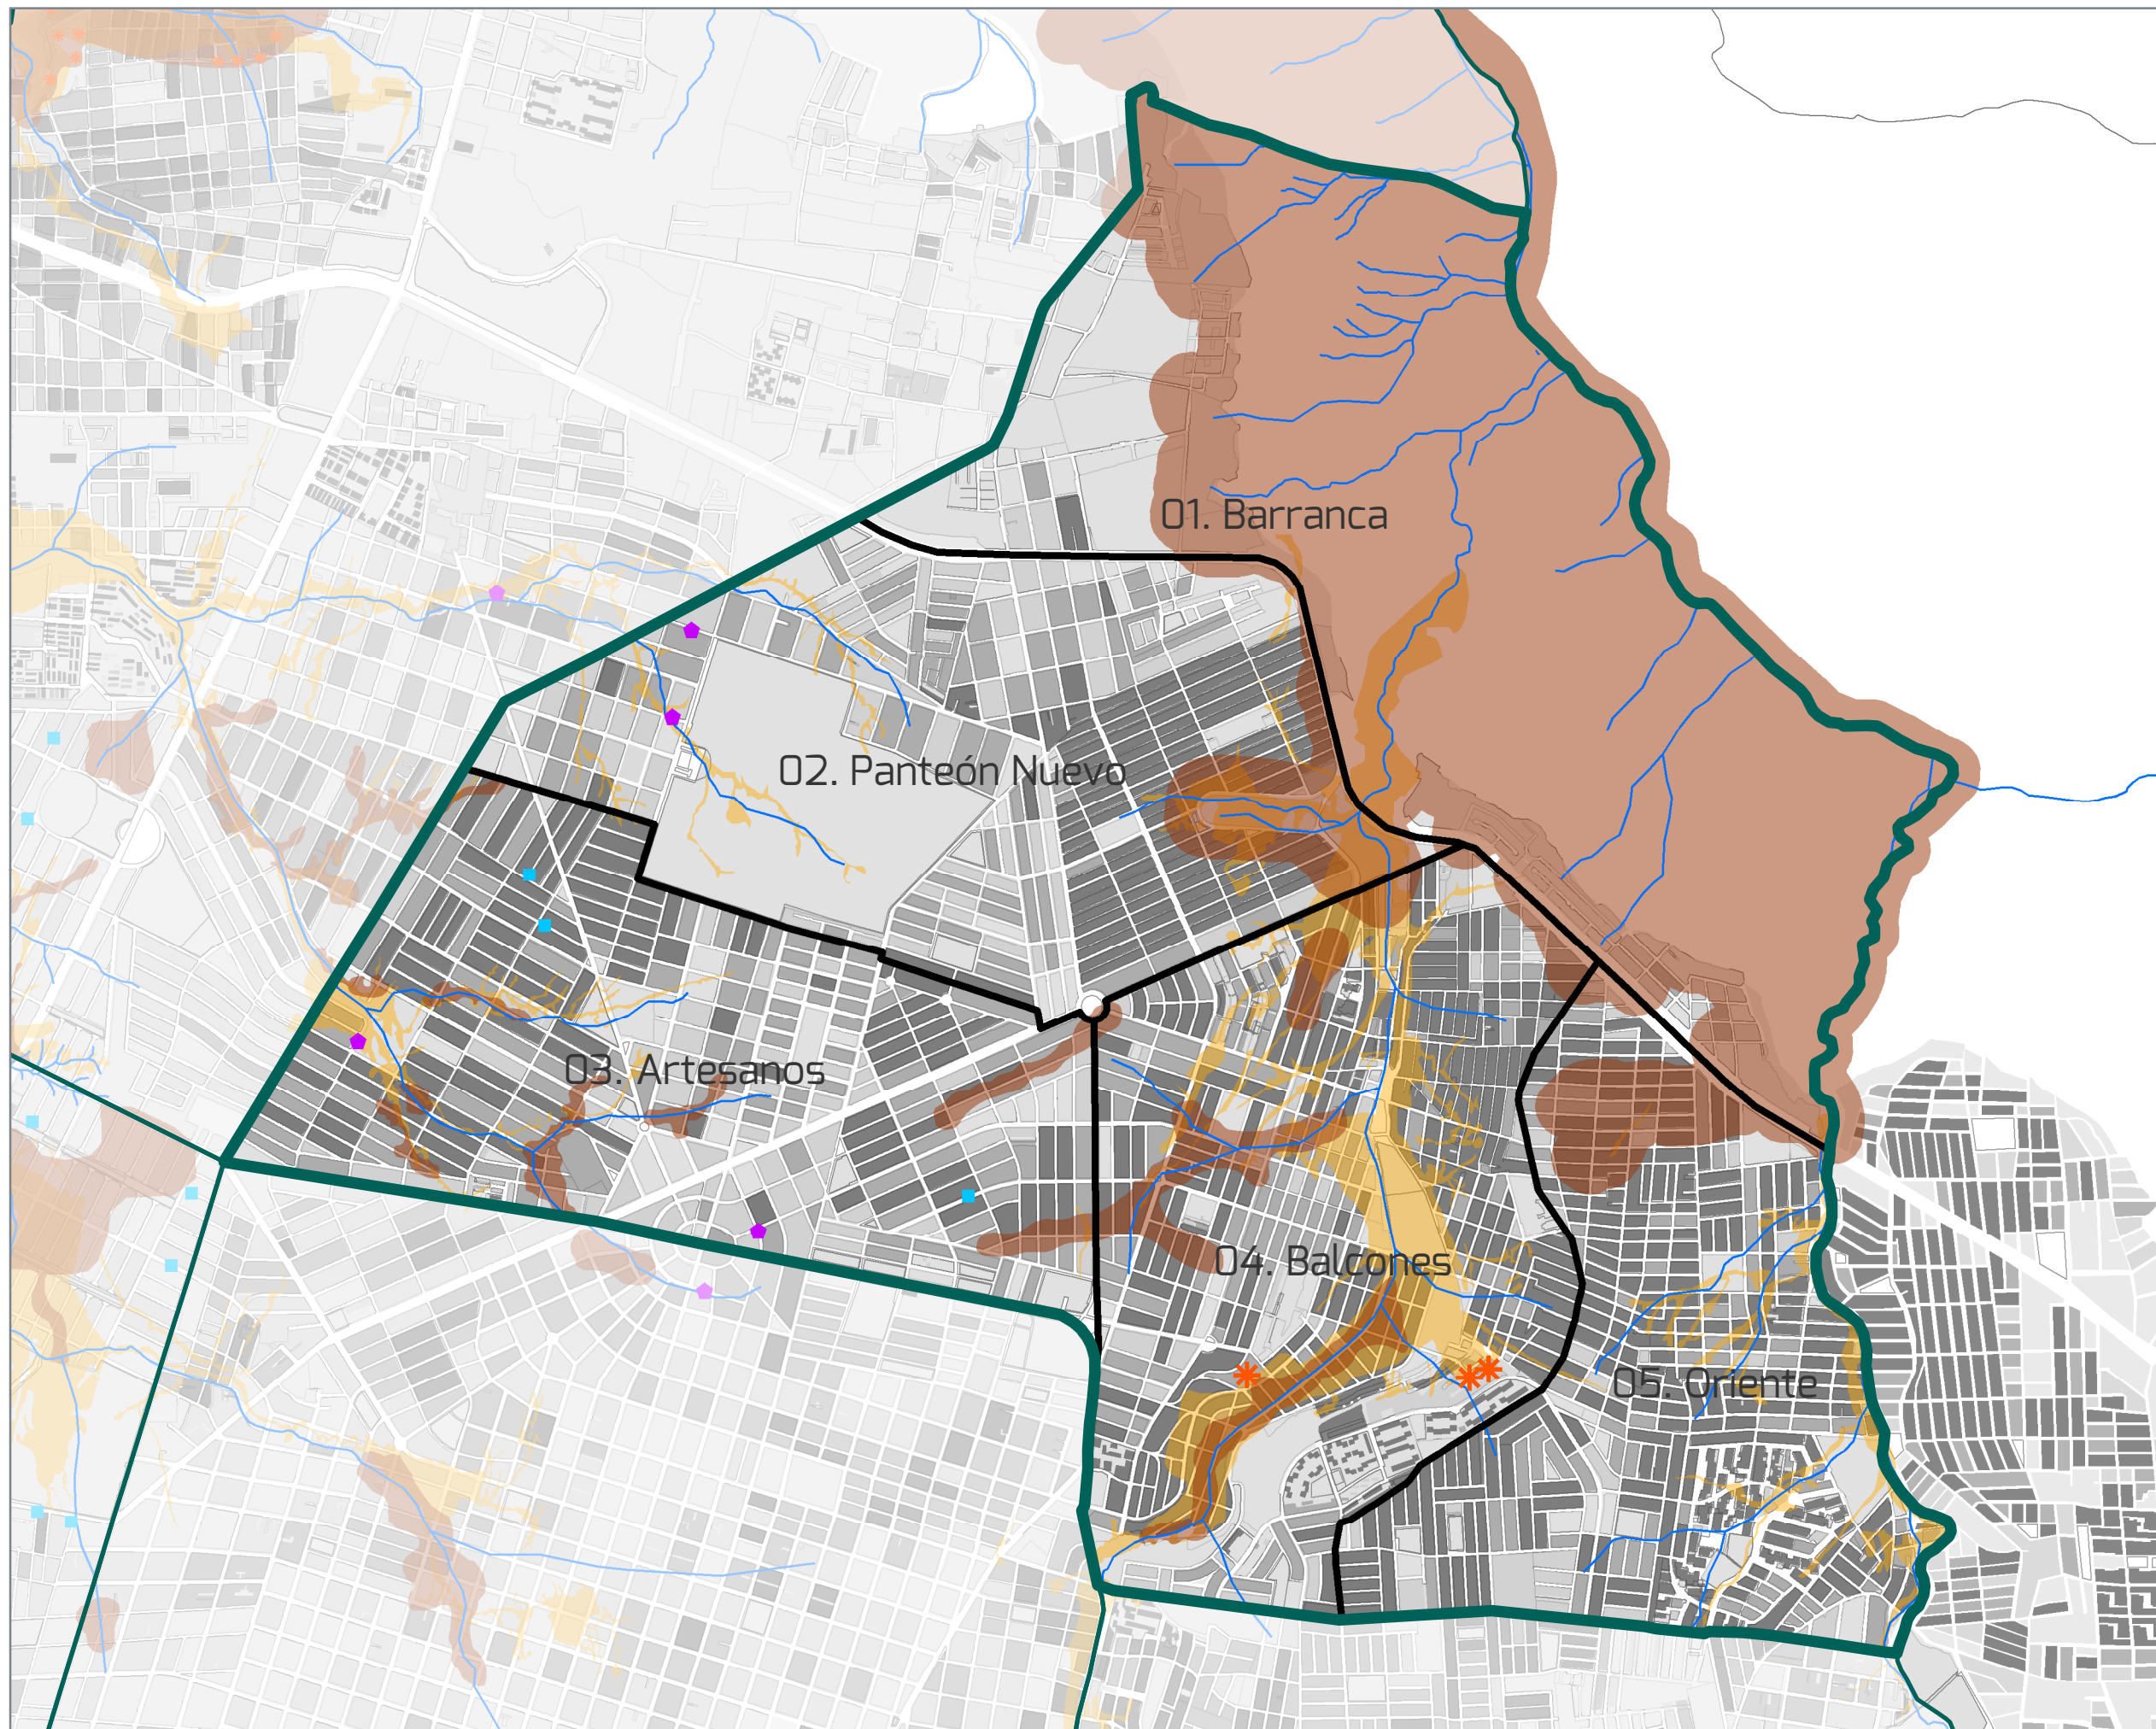 01. Barranca
02. Panteón Nuevo
03. Artesanos
04. Balcones
05. Oriente